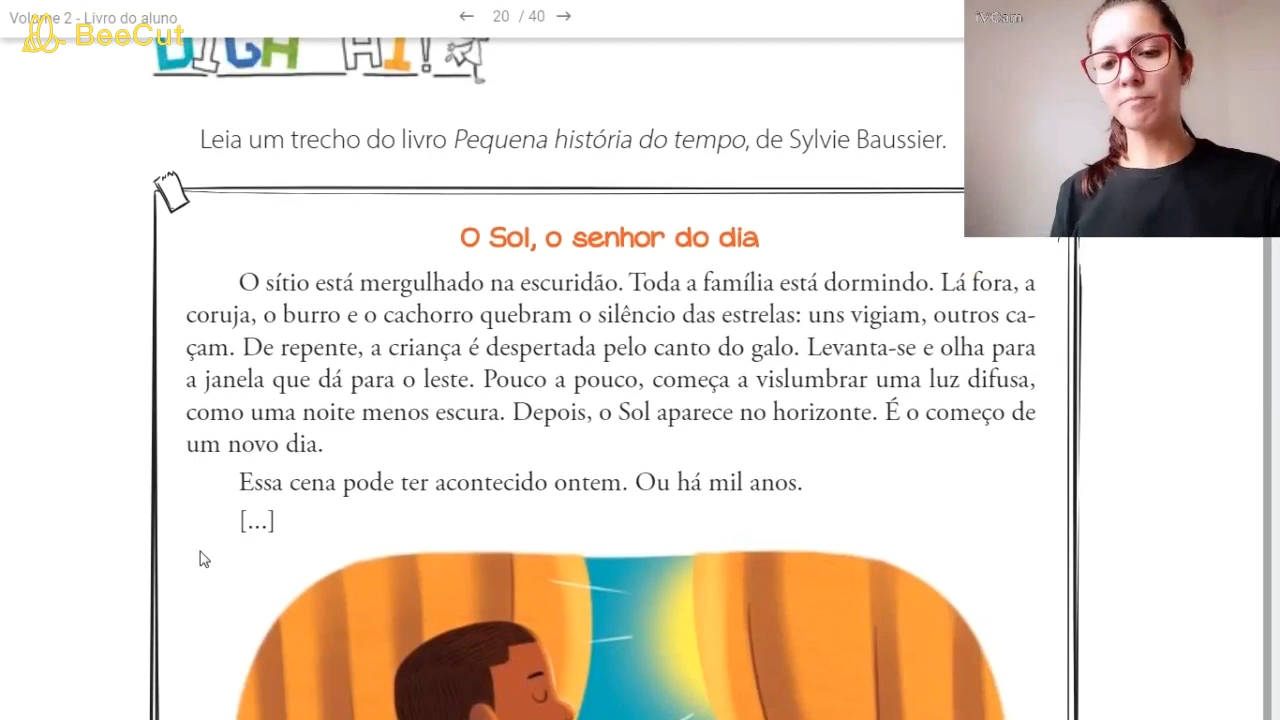 Volume 2 - Livro do aluno
20 / 40
BeeCut
iVCam
DIGA AÍ!
Leia um trecho do livro Pequena história do tempo, de Sylvie Baussier.
O Sol, o senhor do dia
O sítio está mergulhado na escuridão. Toda a família está dormindo. Lá fora, a
coruja, o burro e o cachorro quebram o silêncio das estrelas: uns vigiam, outros ca-
çam. De repente, a criança é despertada pelo canto do galo. Levanta-se e olha para
a janela que dá para o leste. Pouco a pouco, começa a vislumbrar uma luz difusa,
como uma noite menos escura. Depois, o Sol aparece no horizonte. É o começo de
um novo dia.
Essa cena pode ter acontecido ontem. Ou há mil anos.
[...]